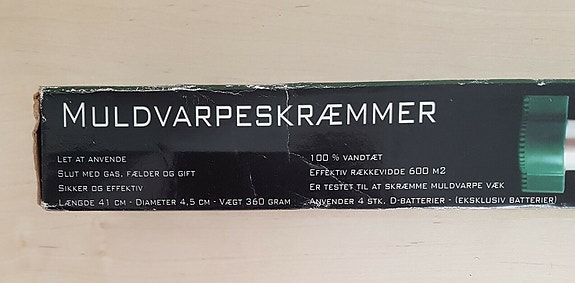 Muldvarpeskræmmer
Let at anvende
Slut med gas, fælder og gift
Sikker og effektiv
Længde 41 cm - Diameter 4,5 cm - Vægt 360 gram
100 % vandtæt
Effektiv rækkevidde 600 m2
Er testet til at skræmme muldvarpe væk
Anvender 4 stk. D-batterier - (eksklusiv batterier)